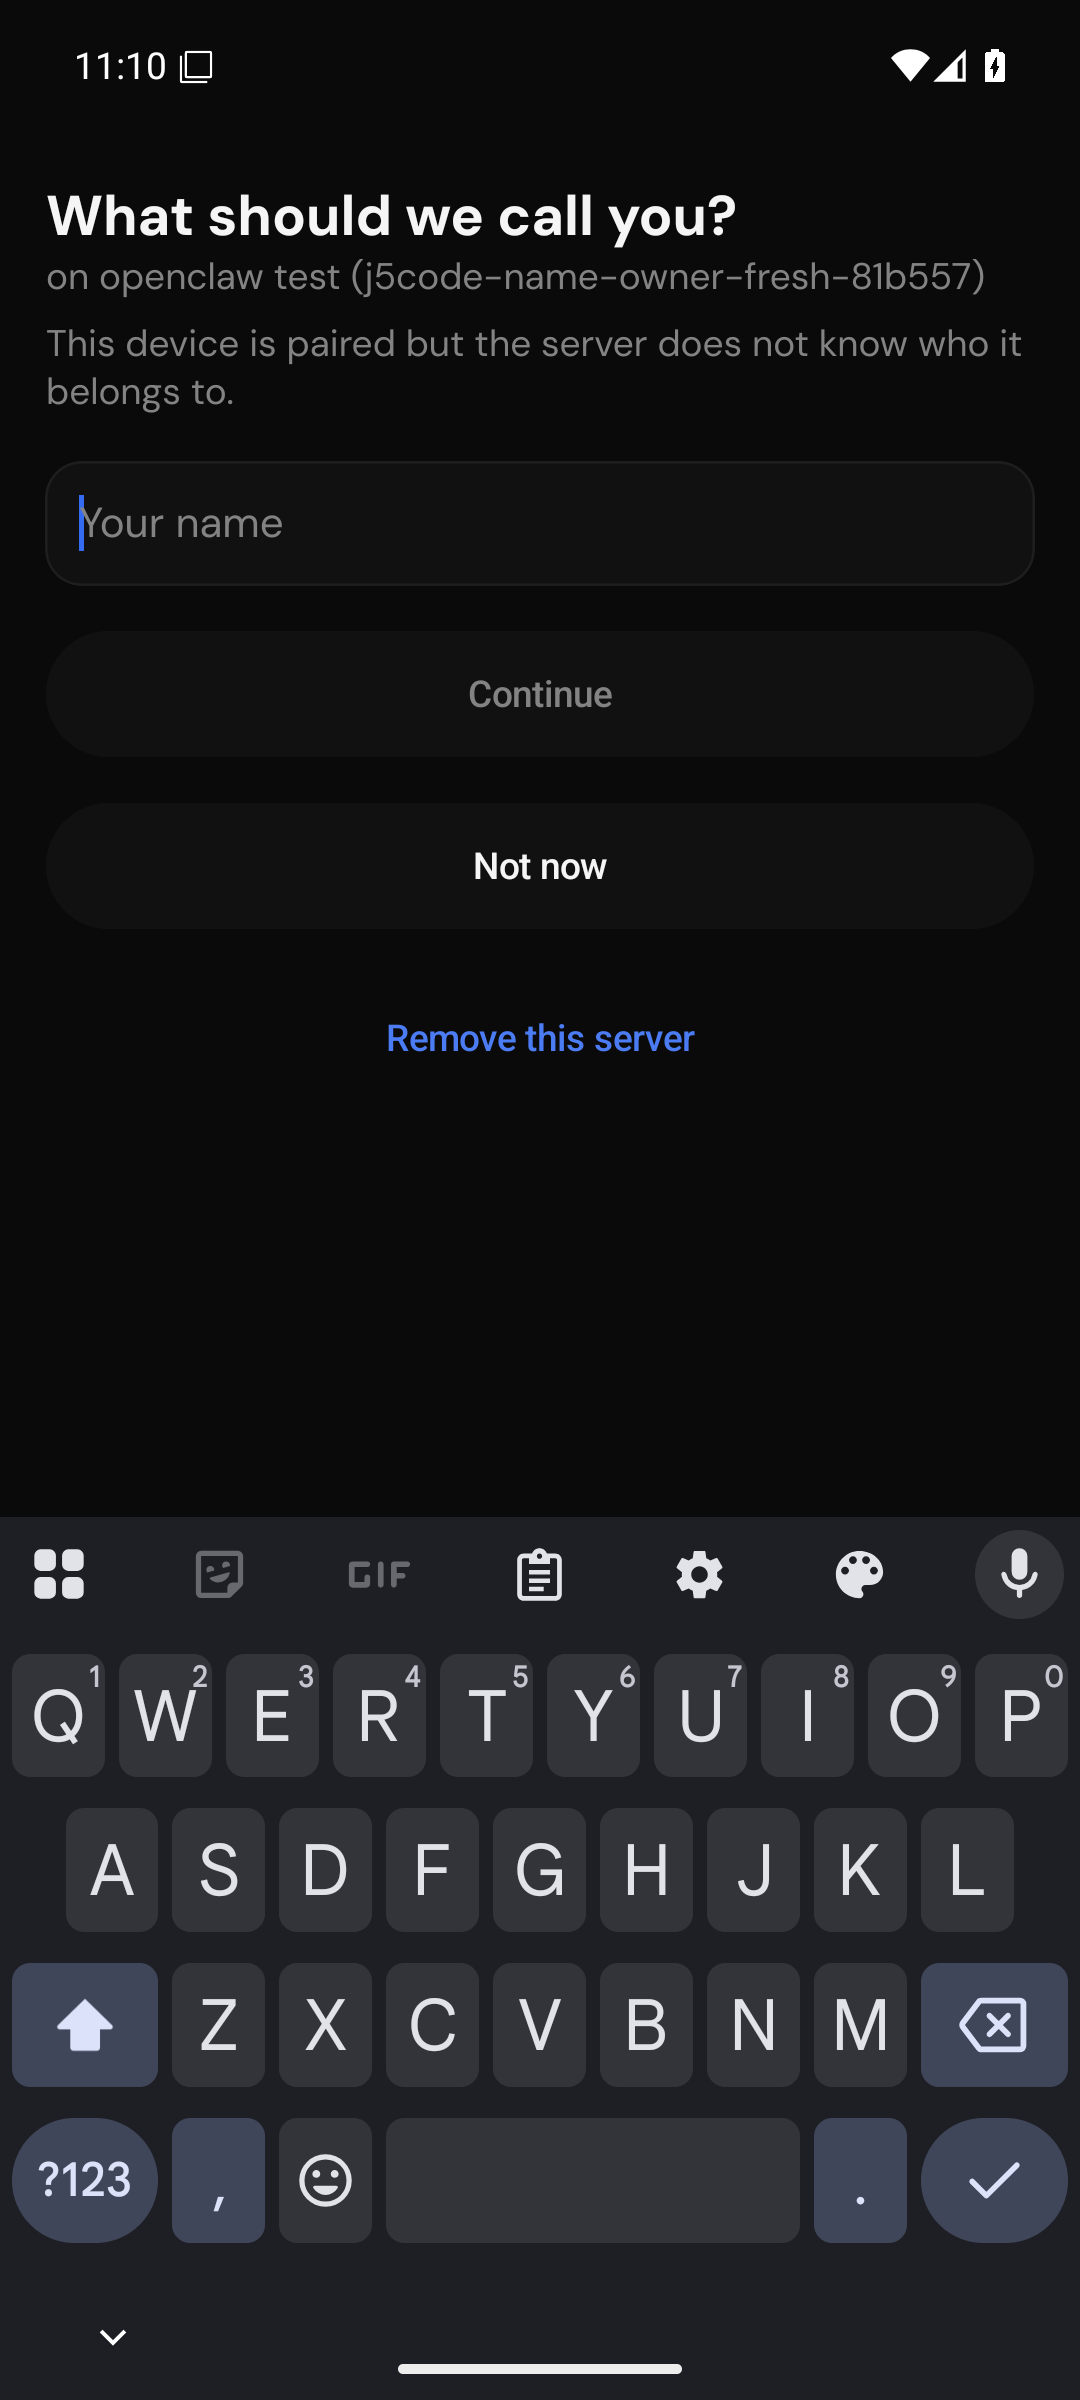 11:10
What should we call you?
on openclaw test (j5code-name-owner-fresh-81b557)
This device is paired but the server does not know who it
belongs to.
Your name
Continue
Not now
Remove this server
GIF
Q1 W2 E3 R4 T5 Y6 U7 I8 O9 P0
A S D F G H J K L
Z X C V B N M
?123 , .